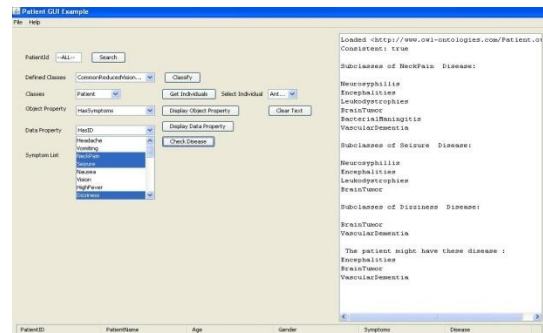 Patient GUI Example
File Help
PatientId --ALL-- Search
Defined Classes CommonReducedVision... Classify
Classes Patient Get Individuals Select Individual Ant...
Object Property HasSymptoms Display Object Property Clear Text
Data Property HasID Display Data Property
Check Disease
Symptom List
Headache
Vomiting
NeckPain
Seizure
Nausea
Vision
HighFever
Dizziness
Loaded <http://www.owl-ontologies.com/Patient.ow
Consistent: true
Subclasses of NeckPain Disease:
Neurosyphillis
Encephalities
Leukodystrophies
BrainTumor
BacterialManingitis
VascularDementia
Subclasses of Seizure Disease:
Neurosyphillis
Encephalities
Leukodystrophies
BrainTumor
Subclasses of Dizziness Disease:
BrainTumor
VascularDementia
The patient might have these disease :
Encephalities
BrainTumor
VascularDementia
PatientID PatientName Age Gender Symptoms Disease